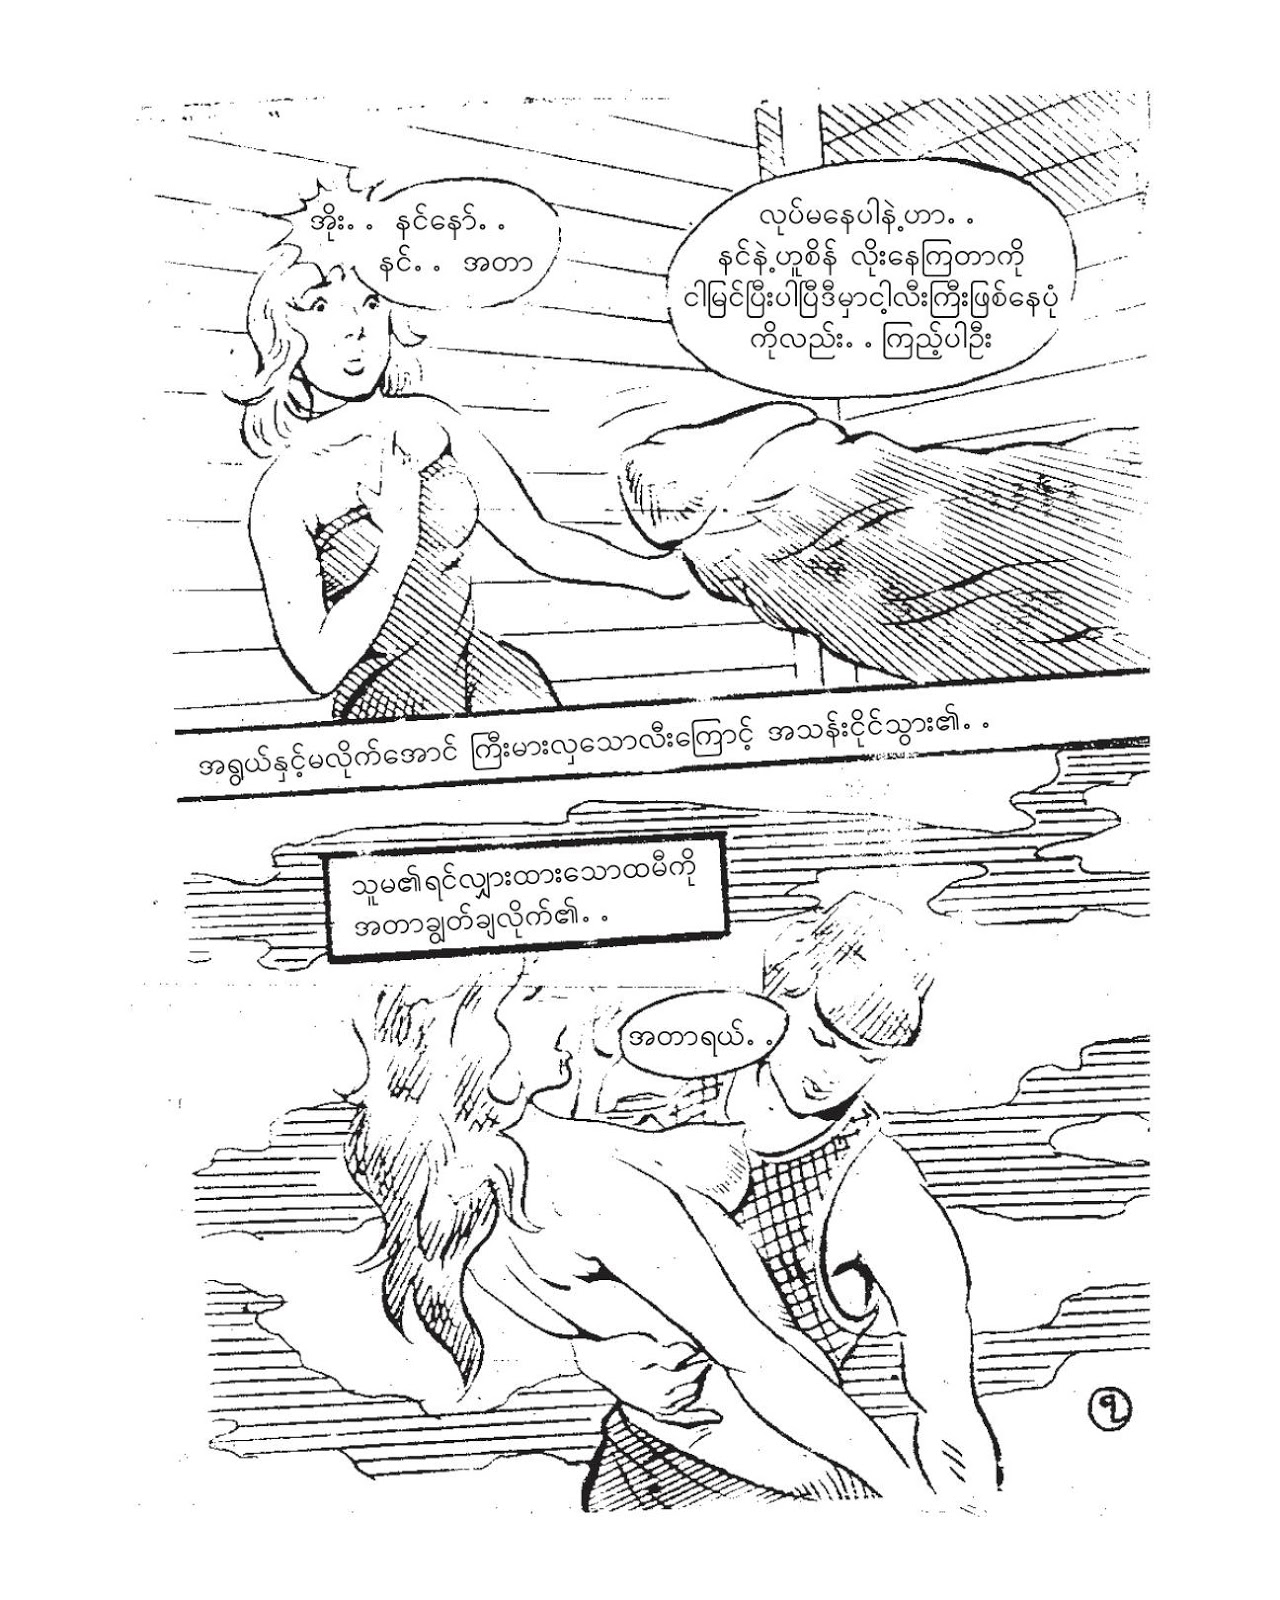 အိုး. . နင်နော်. .
နင်. . အတာ
လုပ်မနေပါနဲ့ဟာ. .
နင်နဲ့ဟူစိန် လိုးနေကြတာကို
ငါမြင်ပြီးပါပြီဒီမှာငါ့လီးကြီးဖြစ်နေပုံ
ကိုလည်း. . ကြည့်ပါဦး
အရွယ်နှင့်မလိုက်အောင် ကြီးမားလှသောလီးကြောင့် အသန်းငိုင်သွား၏. .
သူမ၏ရင်လျှားထားသောထမီကို
အတာချွတ်ချလိုက်၏. .
အတာရယ်. .
၅